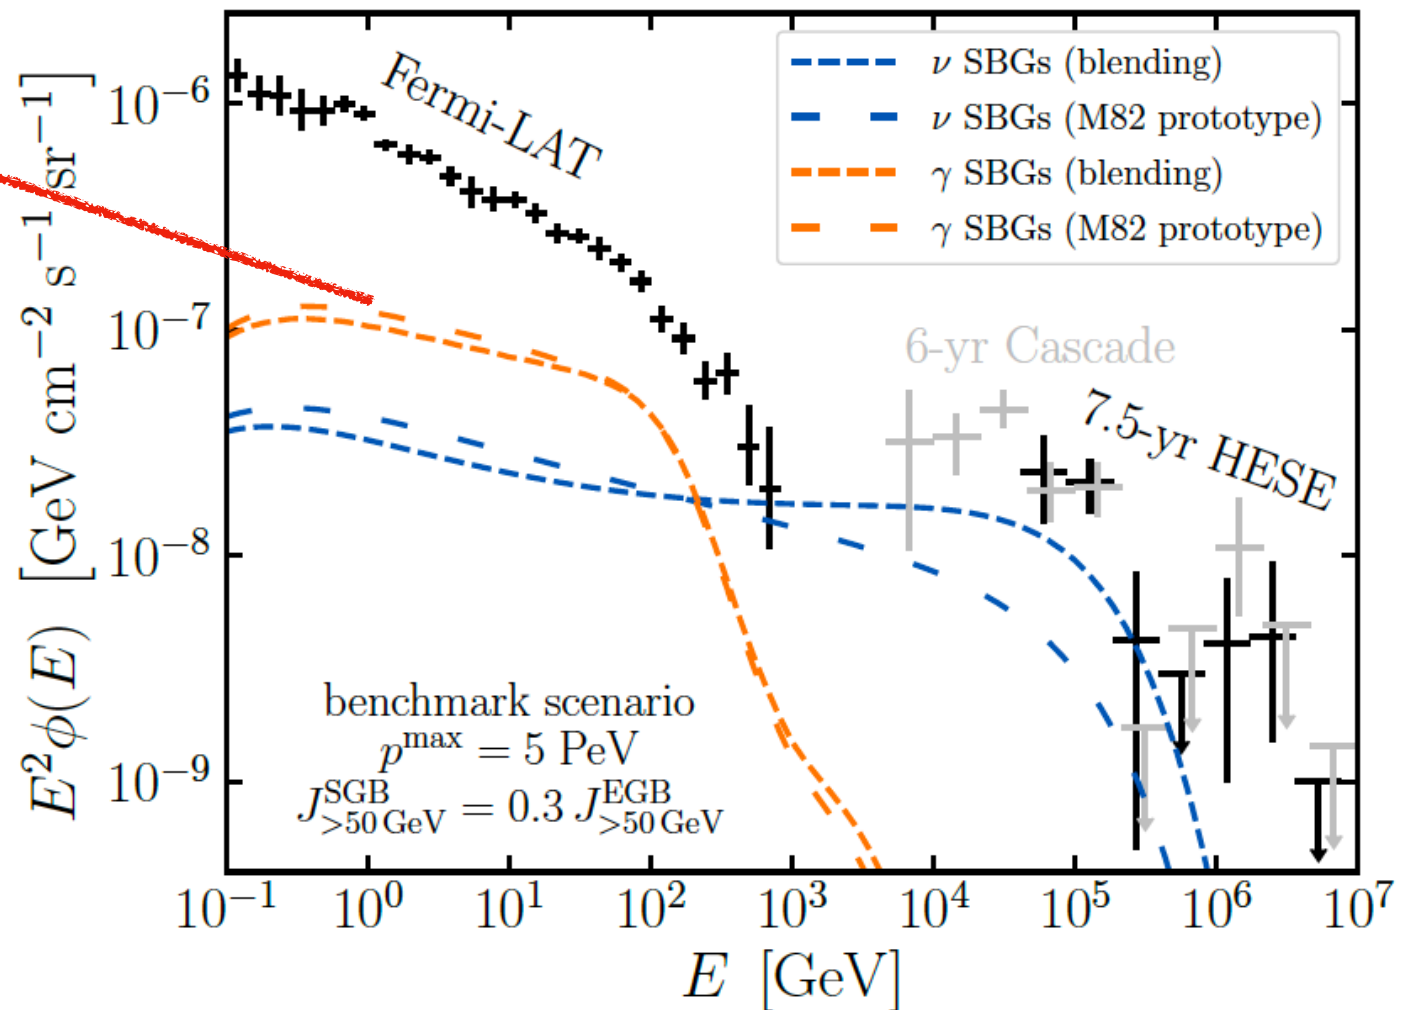 ν SBGs (blending)
ν SBGs (M82 prototype)
γ SBGs (blending)
γ SBGs (M82 prototype)
Fermi-LAT
6-yr Cascade
7.5-yr HESE
benchmark scenario
p^max = 5 PeV
J^SGB_>50 GeV = 0.3 J^EGB_>50 GeV
E²ϕ(E) [GeV cm⁻² s⁻¹ sr⁻¹]
10⁻⁶
10⁻⁷
10⁻⁸
10⁻⁹
10⁻¹ 10⁰ 10¹ 10² 10³ 10⁴ 10⁵ 10⁶ 10⁷
E [GeV]